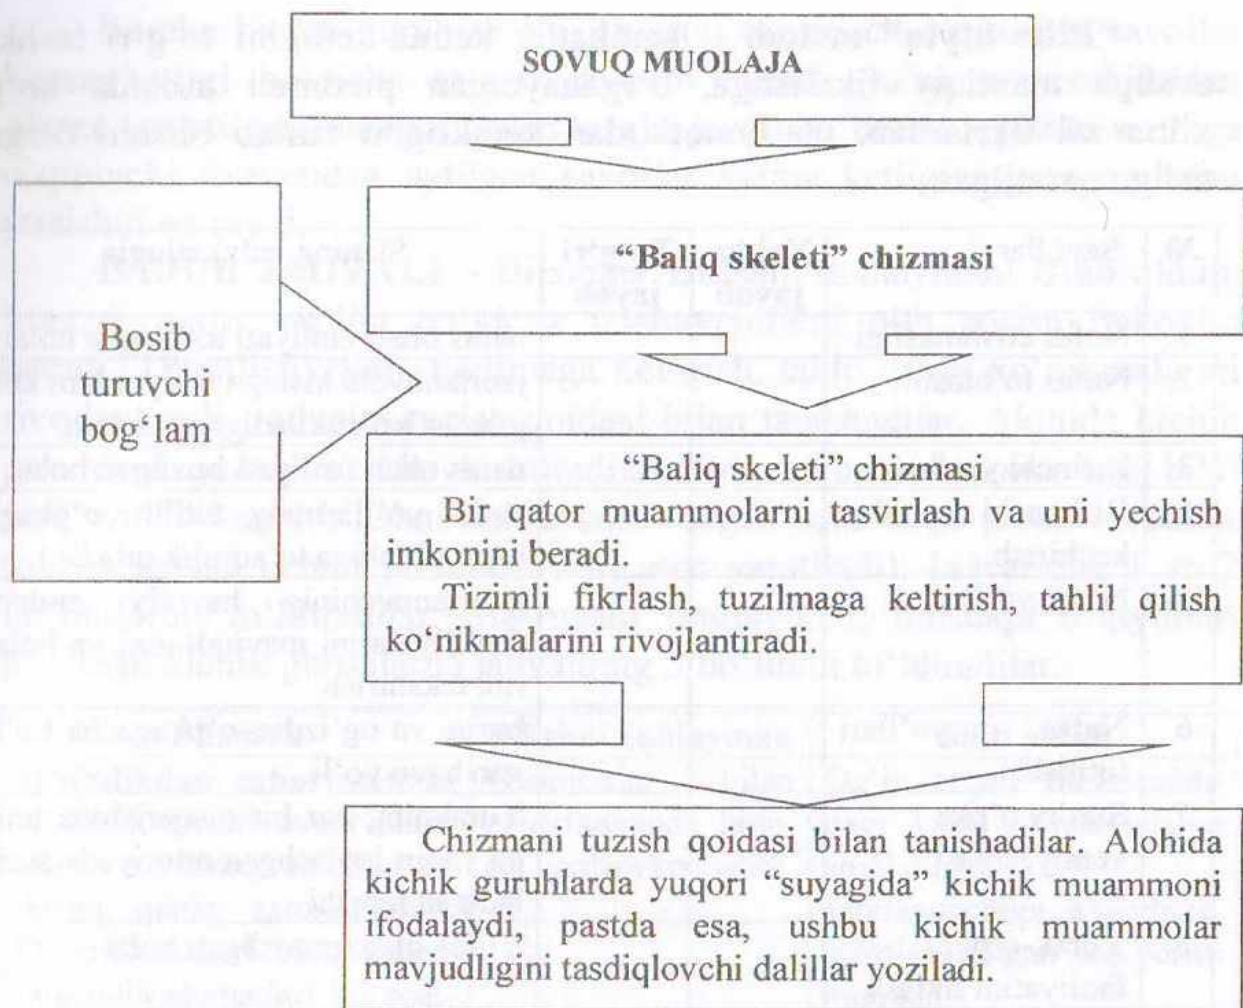 SOVUQ MUOLAJA
“Baliq skeleti” chizmasi
Bosib
turuvchi
bog‘lam
“Baliq skeleti” chizmasi
Bir qator muammolarni tasvirlash va uni yechish
imkonini beradi.
Tizimli fikrlash, tuzilmaga keltirish, tahlil qilish
ko‘nikmalarini rivojlantiradi.
Chizmani tuzish qoidasi bilan tanishadilar. Alohida
kichik guruhlarda yuqori “suyagida” kichik muammoni
ifodalaydi, pastda esa, ushbu kichik muammolar
mavjudligini tasdiqlovchi dalillar yoziladi.